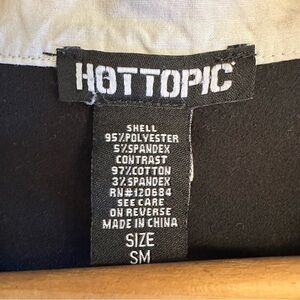 HOTTOPIC
SHELL
95%POLYESTER
5%SPANDEX
CONTRAST
97%COTTON
3%SPANDEX
RN#120684
SEE CARE
ON REVERSE
MADE IN CHINA
SIZE
SM